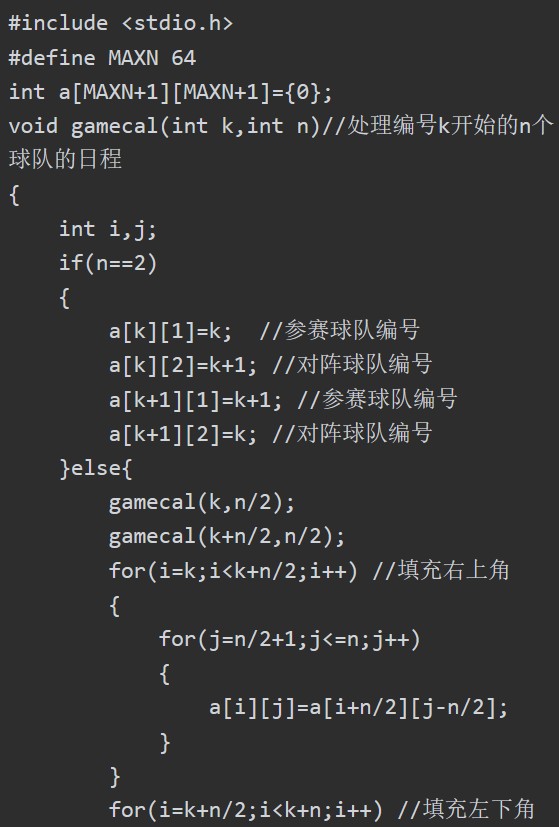 #include <stdio.h>
#define MAXN 64
int a[MAXN+1][MAXN+1]={0};
void gamecal(int k,int n)//处理编号k开始的n个
球队的日程
{
    int i,j;
    if(n==2)
    {
        a[k][1]=k;  //参赛球队编号
        a[k][2]=k+1; //对阵球队编号
        a[k+1][1]=k+1; //参赛球队编号
        a[k+1][2]=k; //对阵球队编号
    }else{
        gamecal(k,n/2);
        gamecal(k+n/2,n/2);
        for(i=k;i<k+n/2;i++) //填充右上角
        {
            for(j=n/2+1;j<=n;j++)
            {
                a[i][j]=a[i+n/2][j-n/2];
            }
        }
        for(i=k+n/2;i<k+n;i++) //填充左下角